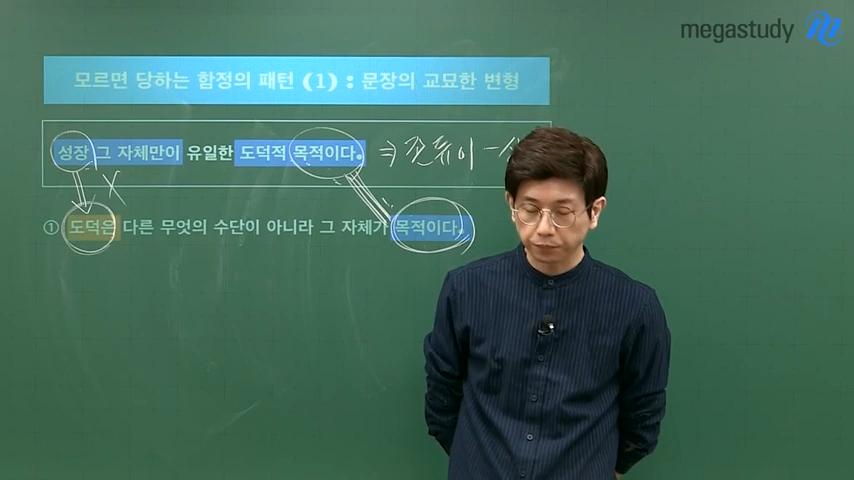 megastudy
모르면 당하는 함정의 패턴 (1) : 문장의 교묘한 변형
성장 그 자체만이 유일한 도덕적 목적이다. ⇒
X
① 도덕은 다른 무엇의 수단이 아니라 그 자체가 목적이다.